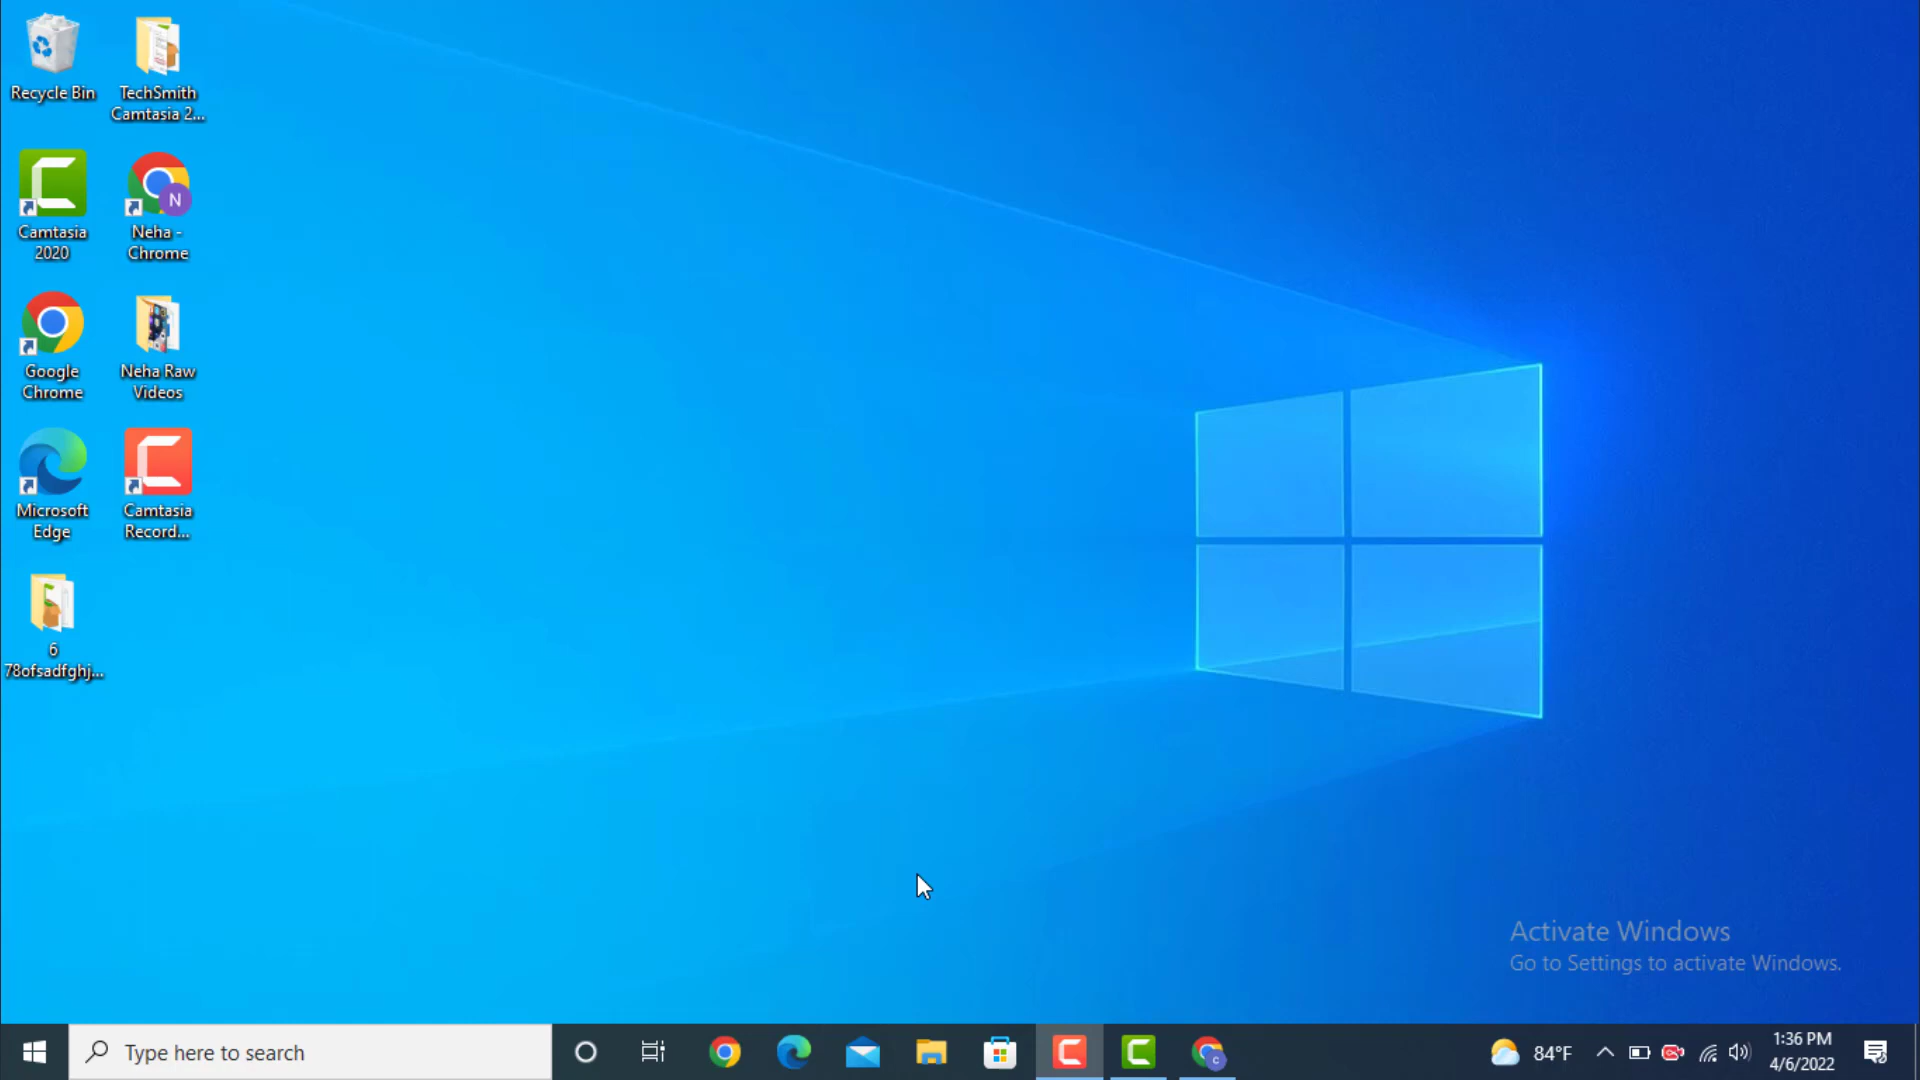 Recycle Bin
TechSmith
Camtasia 2...
Camtasia
2020
N
Neha -
Chrome
Google
Chrome
Neha Raw
Videos
Microsoft
Edge
Camtasia
Record...
6
78ofsadfghj...
Activate Windows
Go to Settings to activate Windows.
Type here to search
C
84°F
1:36 PM
4/6/2022